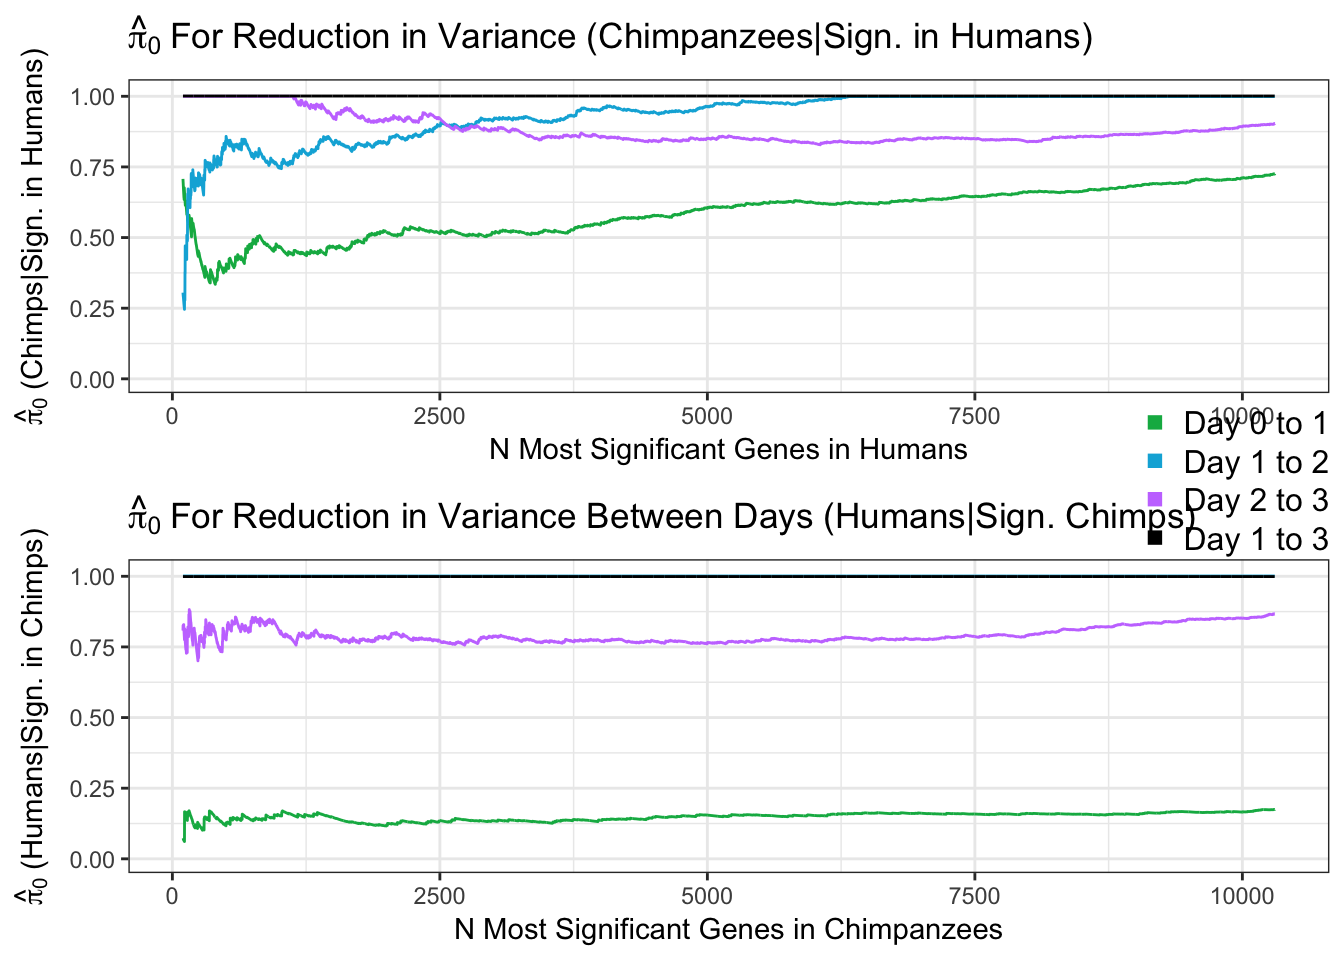 π̂₀ For Reduction in Variance (Chimpanzees|Sign. in Humans)
π̂₀ (Chimps|Sign. in Humans)
1.00
0.75
0.50
0.25
0.00
0 2500 5000 7500 10000
N Most Significant Genes in Humans
Day 0 to 1
Day 1 to 2
Day 2 to 3
Day 1 to 3
π̂₀ For Reduction in Variance Between Days (Humans|Sign. Chimps)
π̂₀ (Humans|Sign. in Chimps)
1.00
0.75
0.50
0.25
0.00
0 2500 5000 7500 10000
N Most Significant Genes in Chimpanzees